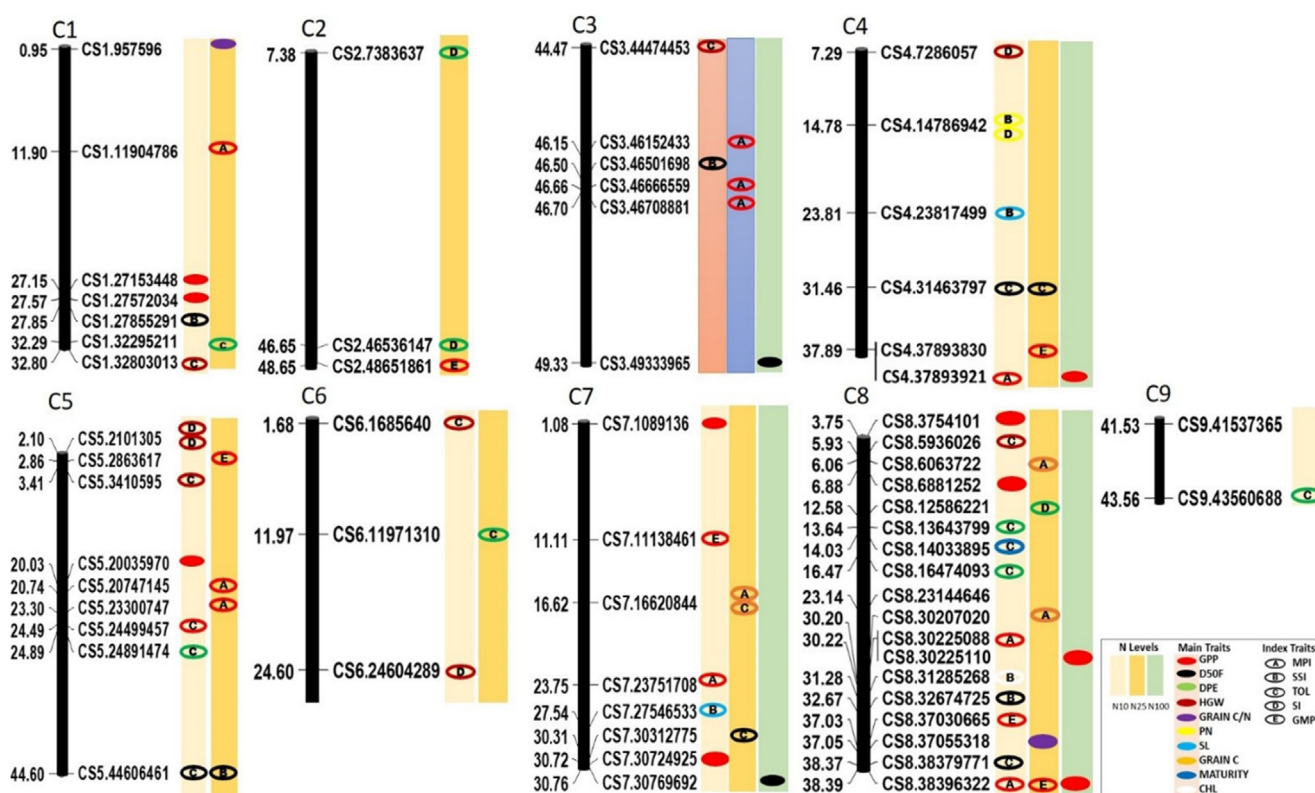 C1
0.95 CS1.957596
11.90 CS1.11904786 A
27.15 CS1.27153448
27.57 CS1.27572034
27.85 CS1.27855291 B
32.29 CS1.32295211 C
32.80 CS1.32803013 C
C2
7.38 CS2.7383637 D
46.65 CS2.46536147 D
48.65 CS2.48651861 E
C3
44.47 CS3.44474453 C
46.15 CS3.46152433 A
46.50 CS3.46501698 B
46.66 CS3.46666559 A
46.70 CS3.46708881 A
49.33 CS3.49333965
C4
7.29 CS4.7286057 D
14.78 CS4.14786942 B
D
23.81 CS4.23817499 B
31.46 CS4.31463797 C C
37.89 CS4.37893830 E
CS4.37893921 A
C5
D
2.10 CS5.2101305 D
2.86 CS5.2863617 E
3.41 CS5.3410595 C
20.03 CS5.20035970
20.74 CS5.20747145 A
23.30 CS5.23300747 A
24.49 CS5.24499457 C
24.89 CS5.24891474 C
44.60 CS5.44606461 C B
C6
1.68 CS6.1685640 C
11.97 CS6.11971310 C
24.60 CS6.24604289 D
C7
1.08 CS7.1089136
11.11 CS7.11138461 E
16.62 CS7.16620844 A
C
23.75 CS7.23751708 A
27.54 CS7.27546533 B
30.31 CS7.30312775 C
30.72 CS7.30724925
30.76 CS7.30769692
C8
3.75 CS8.3754101
5.93 CS8.5936026 C
6.06 CS8.6063722 A
6.88 CS8.6881252
12.58 CS8.12586221 D
13.64 CS8.13643799 C
14.03 CS8.14033895 C
16.47 CS8.16474093 C
23.14 CS8.23144646
30.20 CS8.30207020 A
30.22 CS8.30225088 A
CS8.30225110
31.28 CS8.31285268 B
32.67 CS8.32674725 B
37.03 CS8.37030665 E
37.05 CS8.37055318
38.37 CS8.38379771 C
38.39 CS8.38396322 A E
C9
41.53 CS9.41537365
43.56 CS9.43560688 C
N Levels
N10 N25 N100
Main Traits
GPP
D50F
DPE
HGW
GRAIN C/N
PN
SL
GRAIN C
MATURITY
CHL
Index Traits
A MPI
B SSI
C TOL
D SI
E GMP